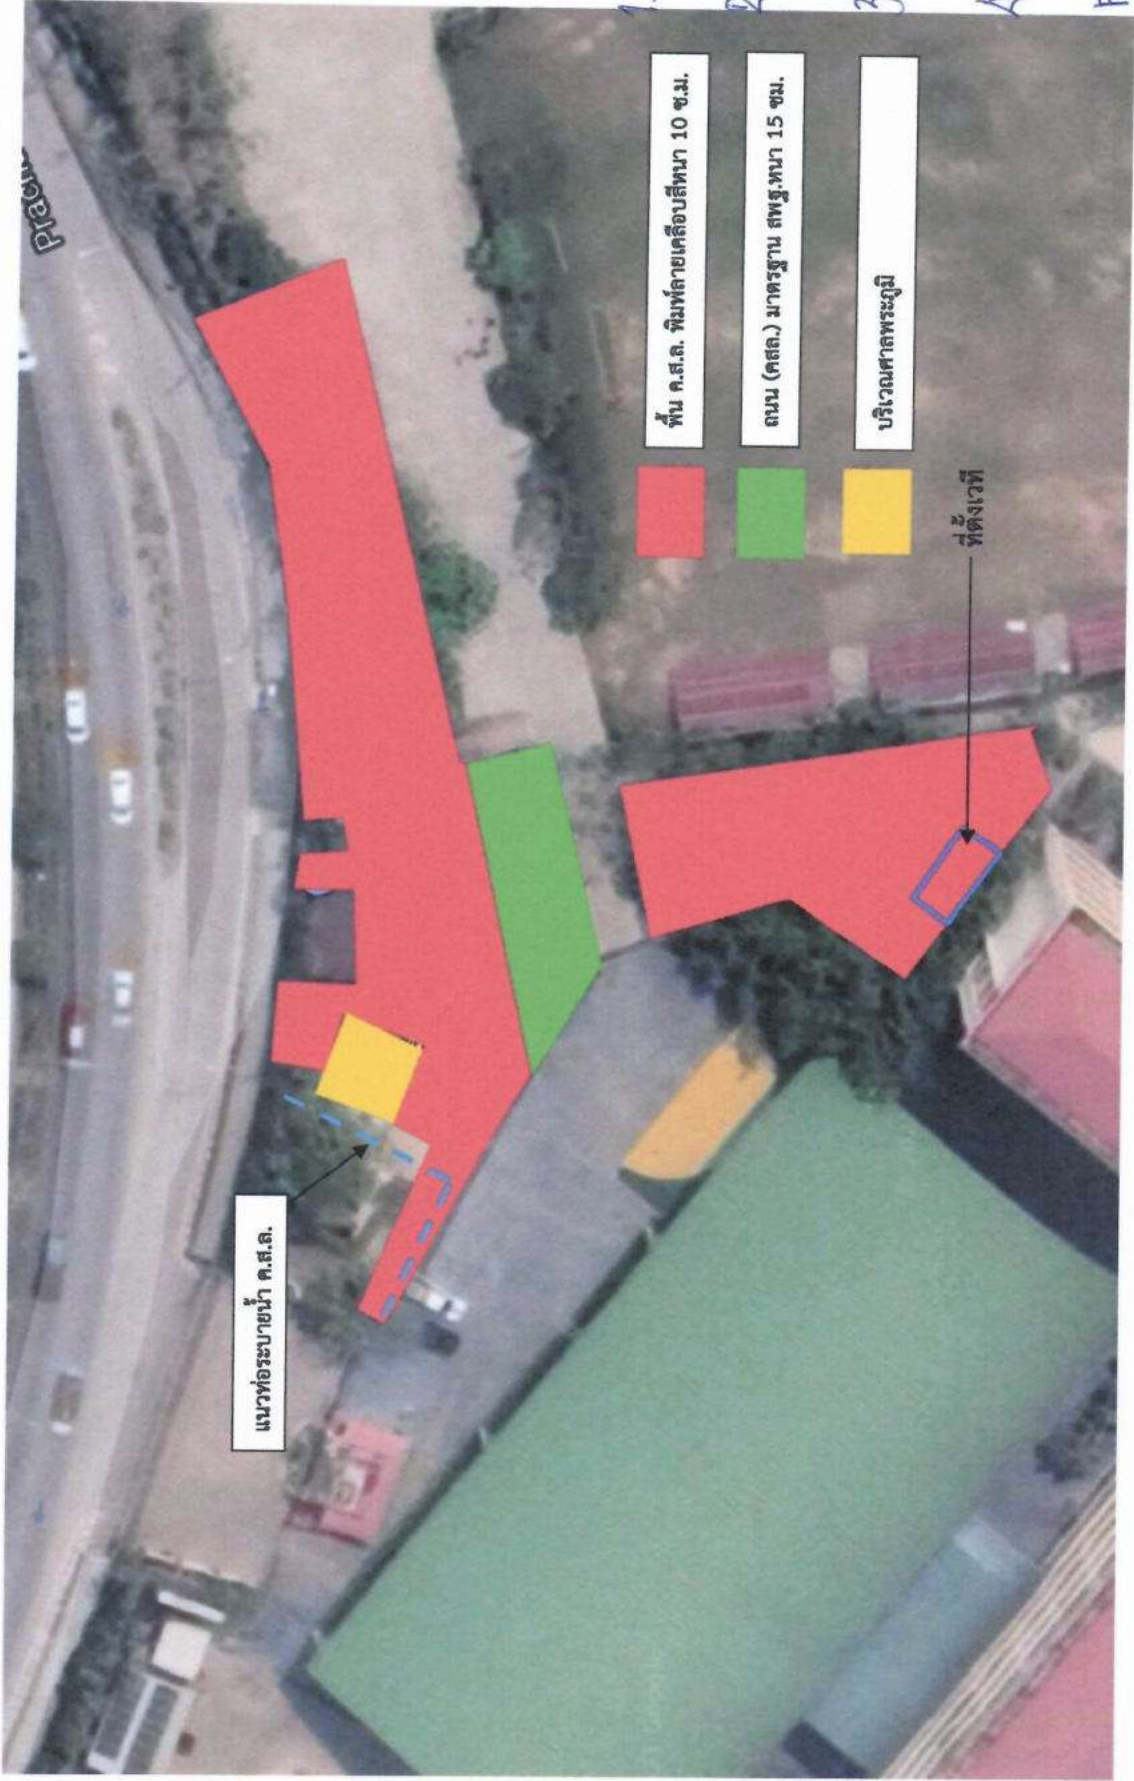 พื้น ค.ส.ล. พิมพ์ลายเคลือบสีหนา 10 ซ.ม.
ถนน (คสล.) มาตรฐาน สพฐ.หนา 15 ซม.
บริเวณศาลพระภูมิ
ที่ตั้งเวที
แนวท่อระบายน้ำ ค.ส.ล.